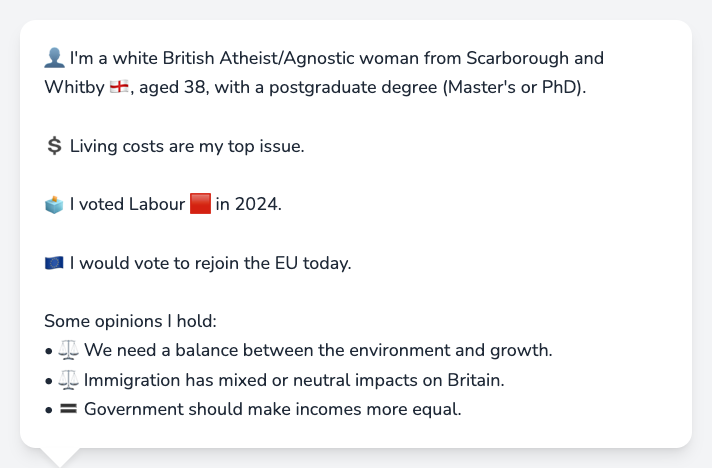 👤 I'm a white British Atheist/Agnostic woman from Scarborough and
Whitby 🏴󠁧󠁢󠁥󠁮󠁧󠁿, aged 38, with a postgraduate degree (Master's or PhD).
💲 Living costs are my top issue.
🗳️ I voted Labour 🟥 in 2024.
🇪🇺 I would vote to rejoin the EU today.
Some opinions I hold:
• ⚖️ We need a balance between the environment and growth.
• ⚖️ Immigration has mixed or neutral impacts on Britain.
• 🟰 Government should make incomes more equal.